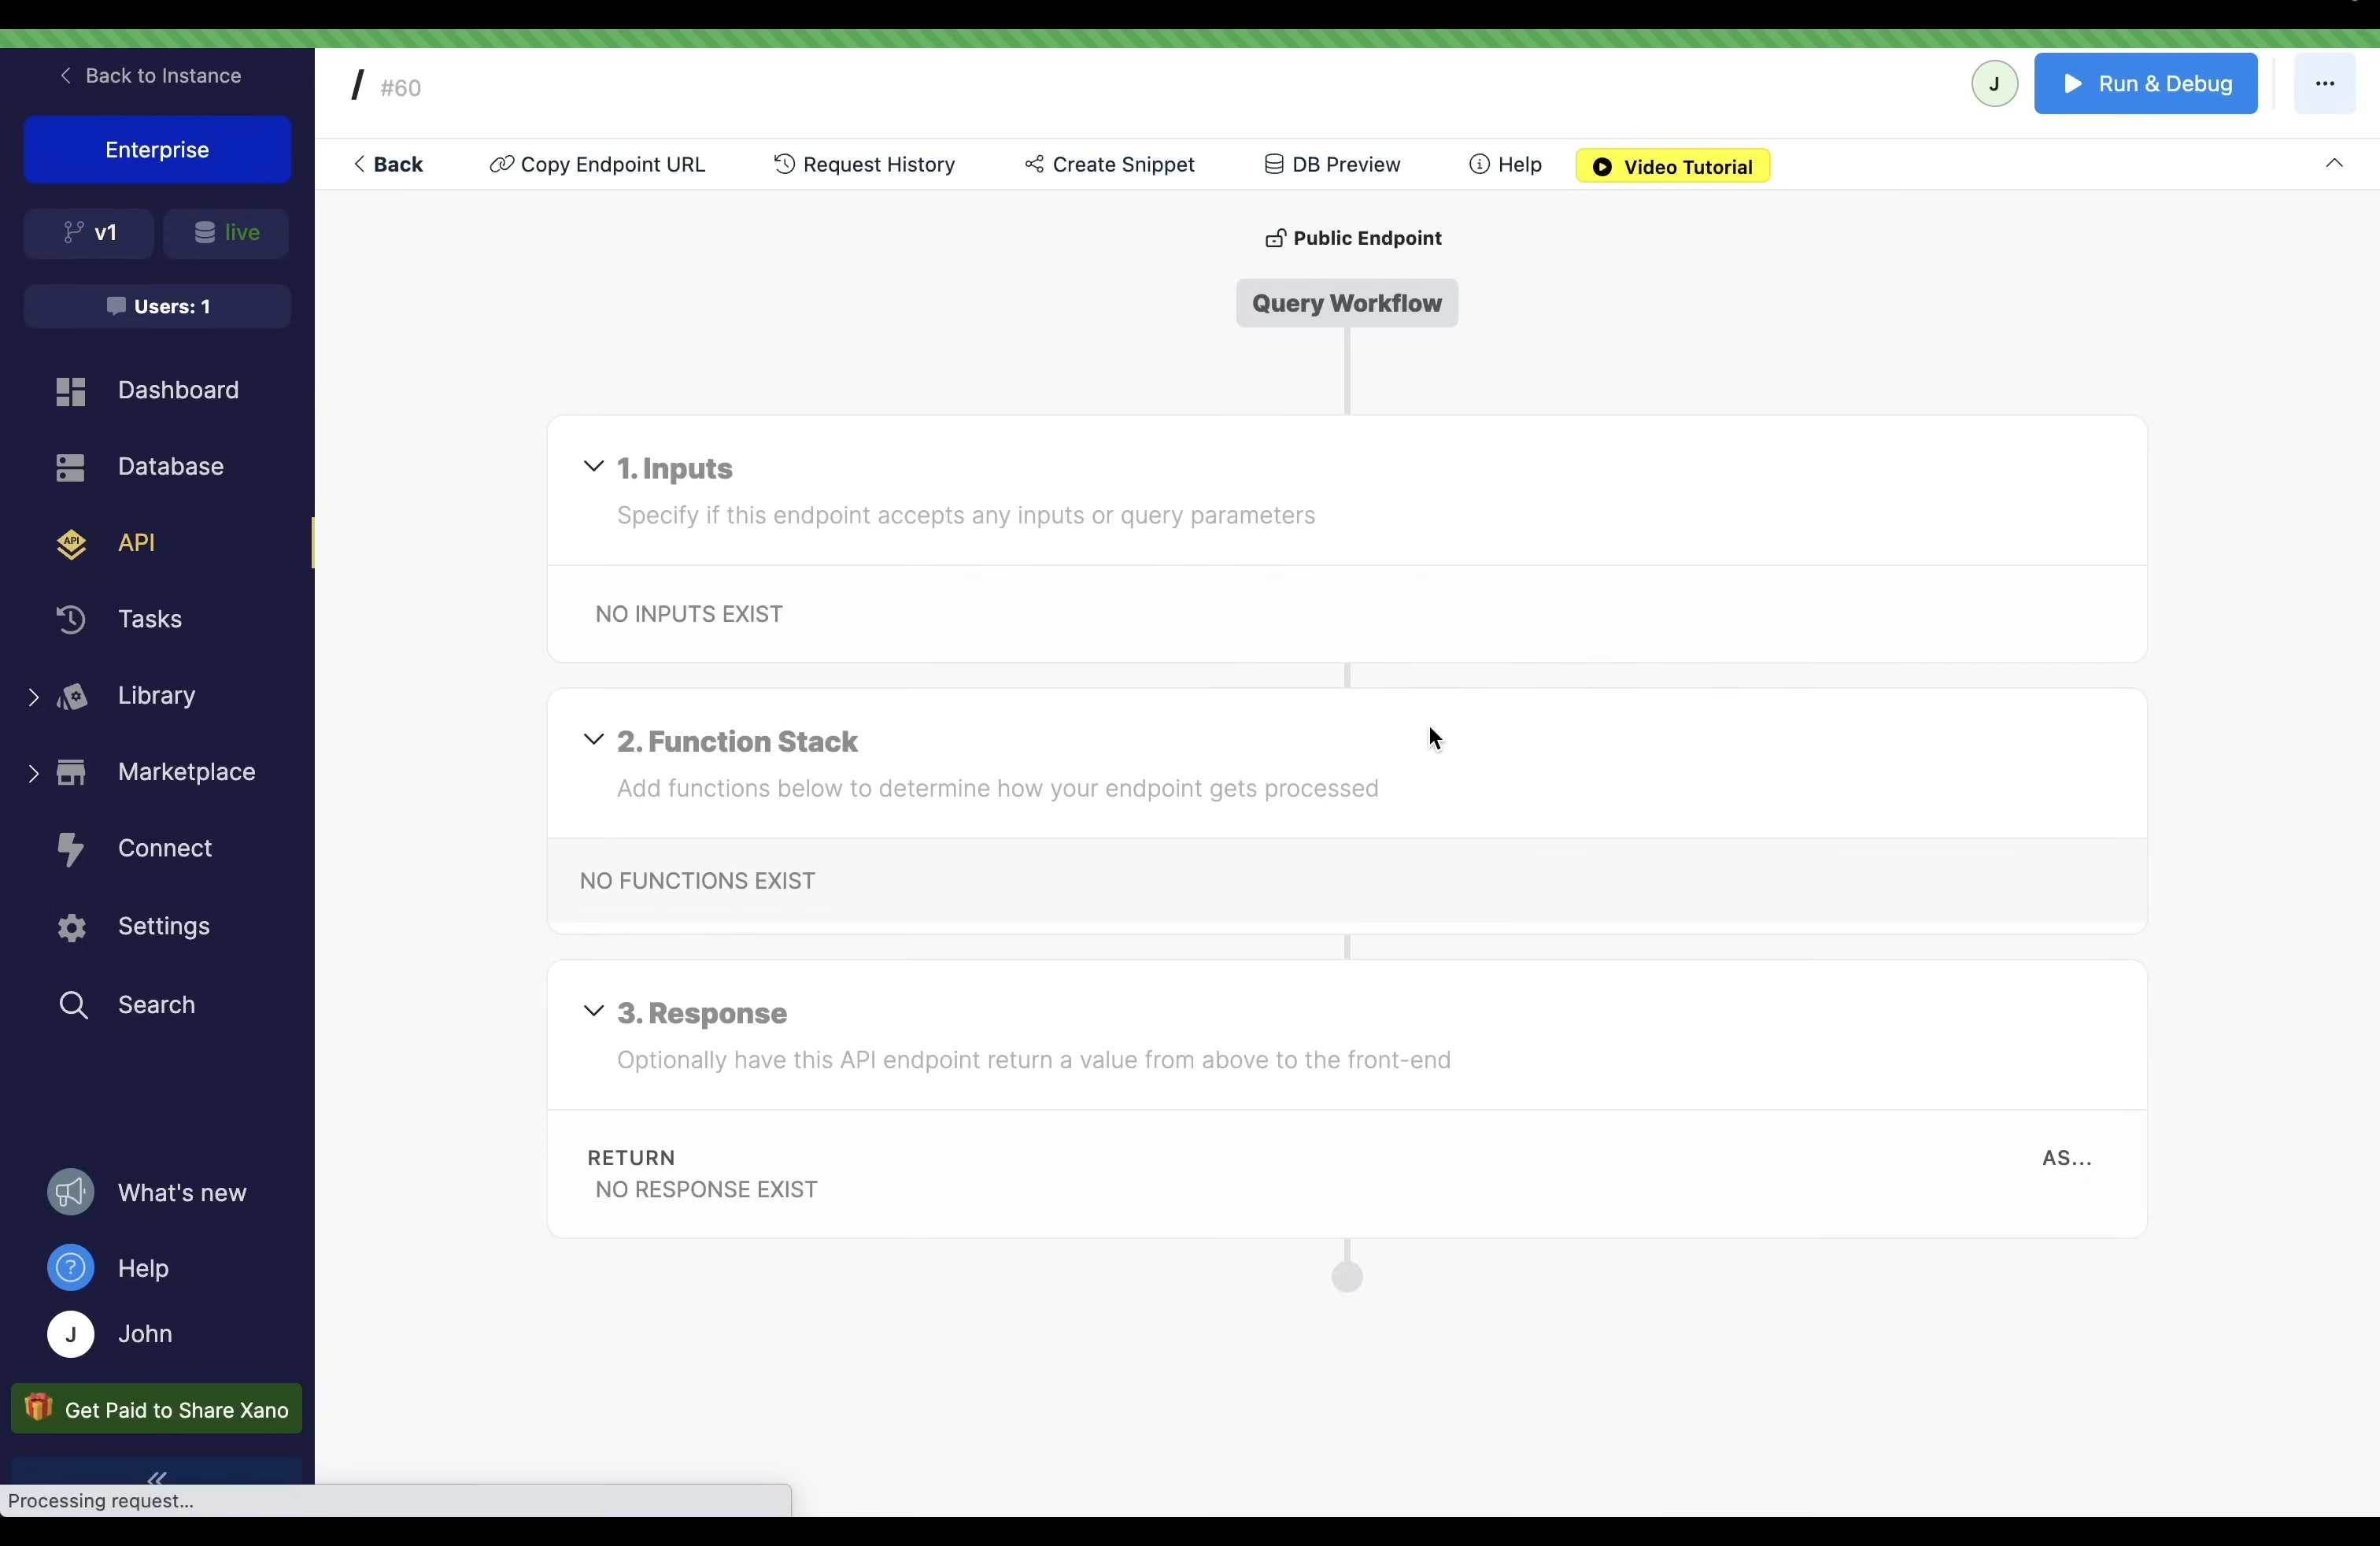 Back to Instance
Enterprise
v1
live
Users: 1
Dashboard
Database
API
API
Tasks
Library
Marketplace
Connect
Settings
Search
What's new
? Help
J John
Get Paid to Share Xano
Processing request...
/ #60
J
Run & Debug
...
Back
Copy Endpoint URL
Request History
Create Snippet
DB Preview
Help
Video Tutorial
Public Endpoint
Query Workflow
1. Inputs
Specify if this endpoint accepts any inputs or query parameters
NO INPUTS EXIST
2. Function Stack
Add functions below to determine how your endpoint gets processed
NO FUNCTIONS EXIST
3. Response
Optionally have this API endpoint return a value from above to the front-end
RETURN AS...
NO RESPONSE EXIST